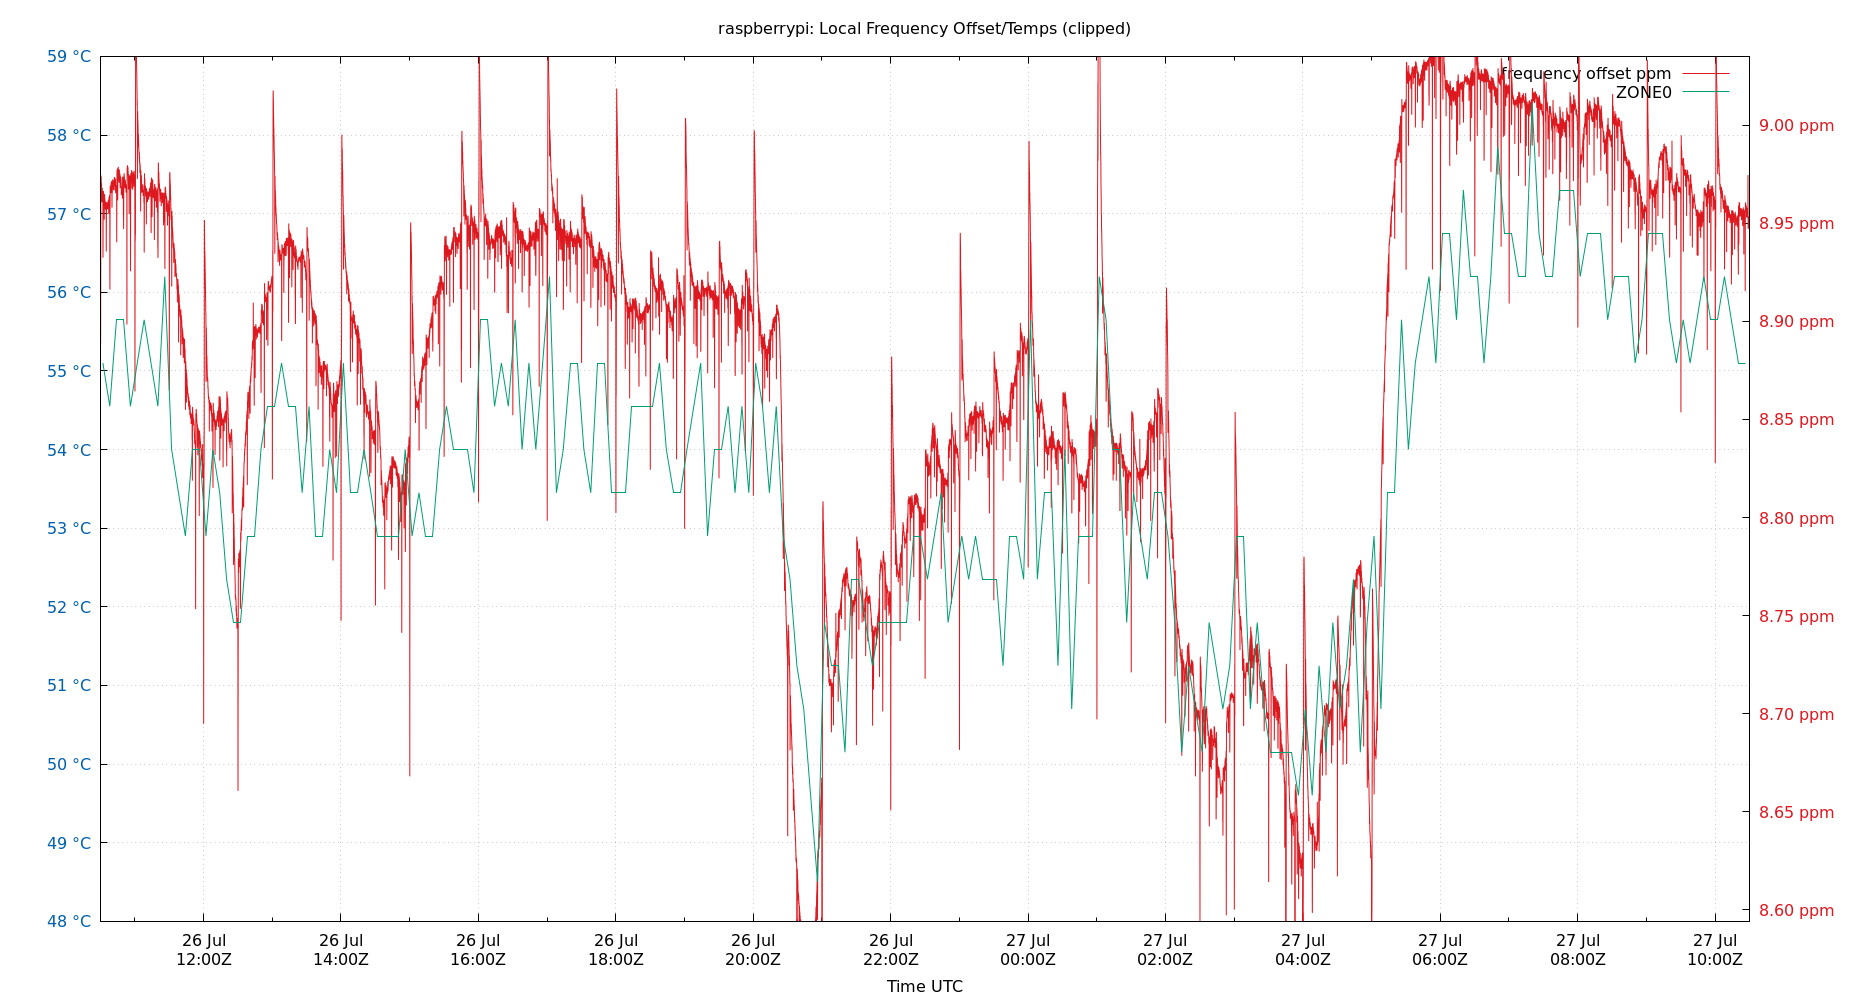 raspberrypi: Local Frequency Offset/Temps (clipped)
59 °C
58 °C
57 °C
56 °C
55 °C
54 °C
53 °C
52 °C
51 °C
50 °C
49 °C
48 °C
frequency offset ppm
ZONE0
9.00 ppm
8.95 ppm
8.90 ppm
8.85 ppm
8.80 ppm
8.75 ppm
8.70 ppm
8.65 ppm
8.60 ppm
26 Jul
12:00Z
26 Jul
14:00Z
26 Jul
16:00Z
26 Jul
18:00Z
26 Jul
20:00Z
26 Jul
22:00Z
27 Jul
00:00Z
27 Jul
02:00Z
27 Jul
04:00Z
27 Jul
06:00Z
27 Jul
08:00Z
27 Jul
10:00Z
Time UTC